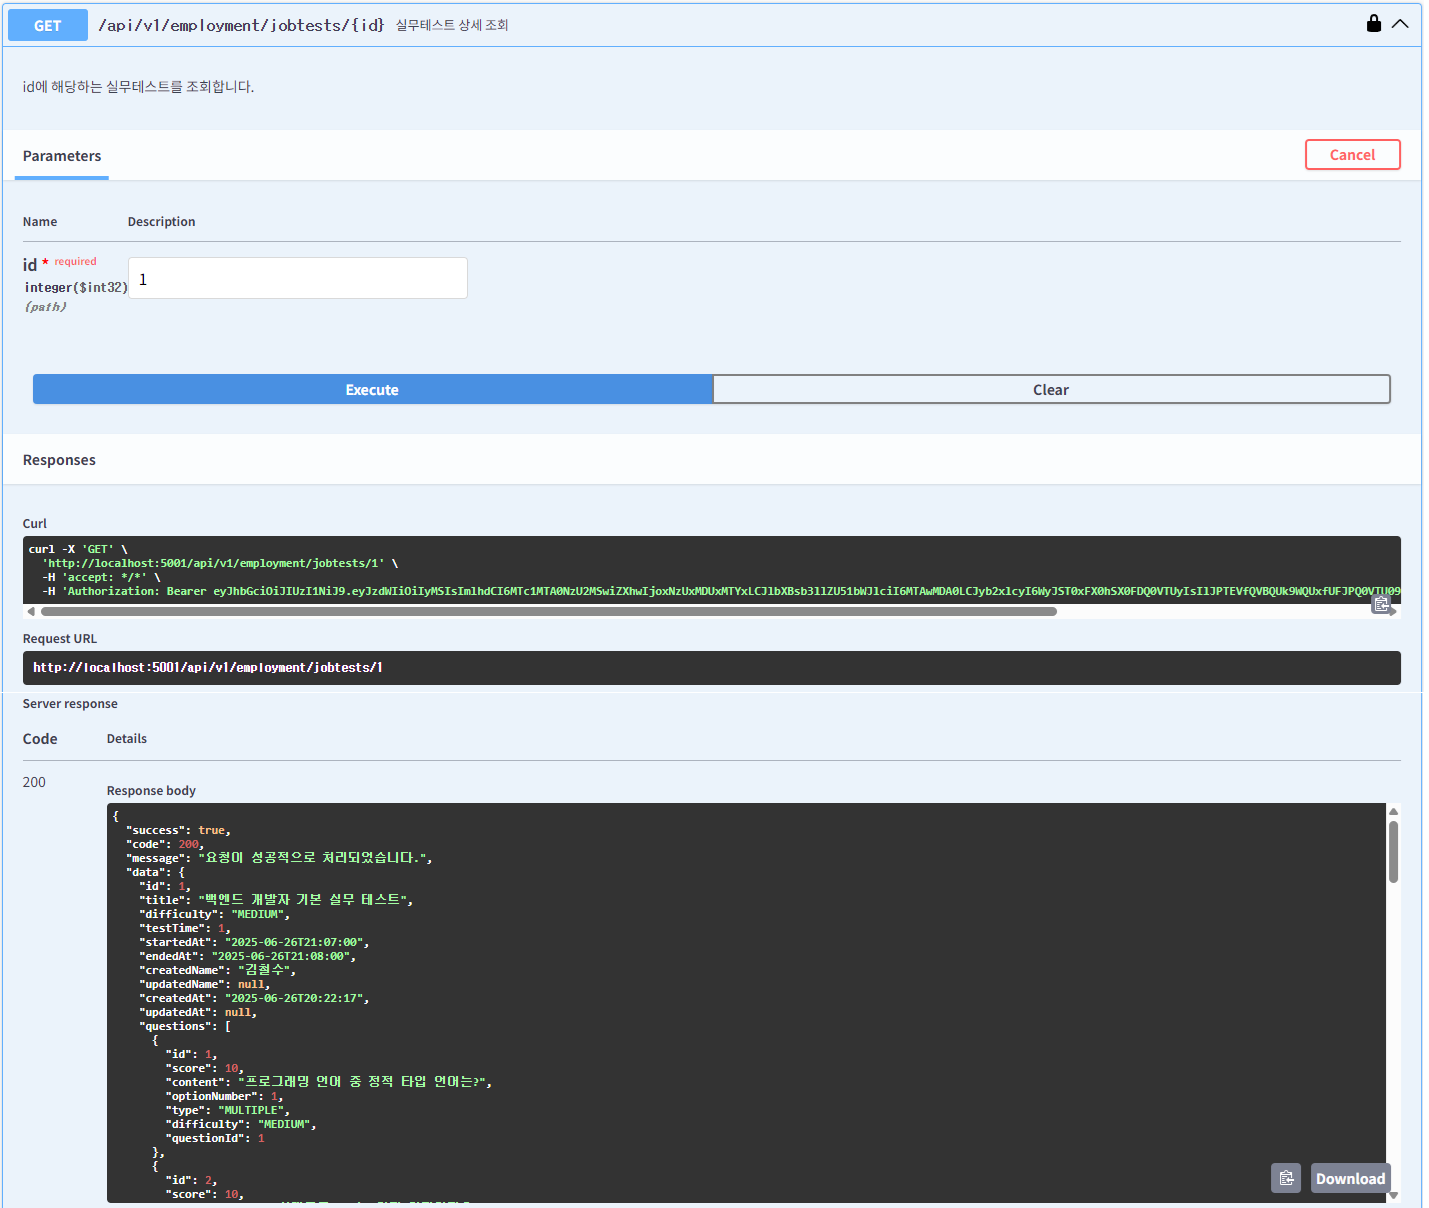 GET /api/v1/employment/jobtests/{id} 실무테스트 상세 조회
id에 해당하는 실무테스트를 조회합니다.
Parameters
Cancel
Name Description
id * required
integer($int32)
(path)
1
Execute
Clear
Responses
Curl
curl -X 'GET' \
'http://localhost:5001/api/v1/employment/jobtests/1' \
-H 'accept: */*' \
-H 'Authorization: Bearer
Request URL
http://localhost:5001/api/v1/employment/jobtests/1
Server response
Code Details
200
Response body
{
"success": true,
"code": 200,
"message": "요청이 성공적으로 처리되었습니다.",
"data": {
"id": 1,
"title": "백엔드 개발자 기본 실무 테스트",
"difficulty": "MEDIUM",
"testTime": 1,
"startedAt": "2025-06-26T21:07:00",
"endedAt": "2025-06-26T21:08:00",
"createdName": "김철수",
"updatedName": null,
"createdAt": "2025-06-26T20:22:17",
"updatedAt": null,
"questions": [
{
"id": 1,
"score": 10,
"content": "프로그래밍 언어 중 정적 타입 언어는?",
"optionNumber": 1,
"type": "MULTIPLE",
"difficulty": "MEDIUM",
"questionId": 1
},
{
"id": 2,
"score": 10,
Download